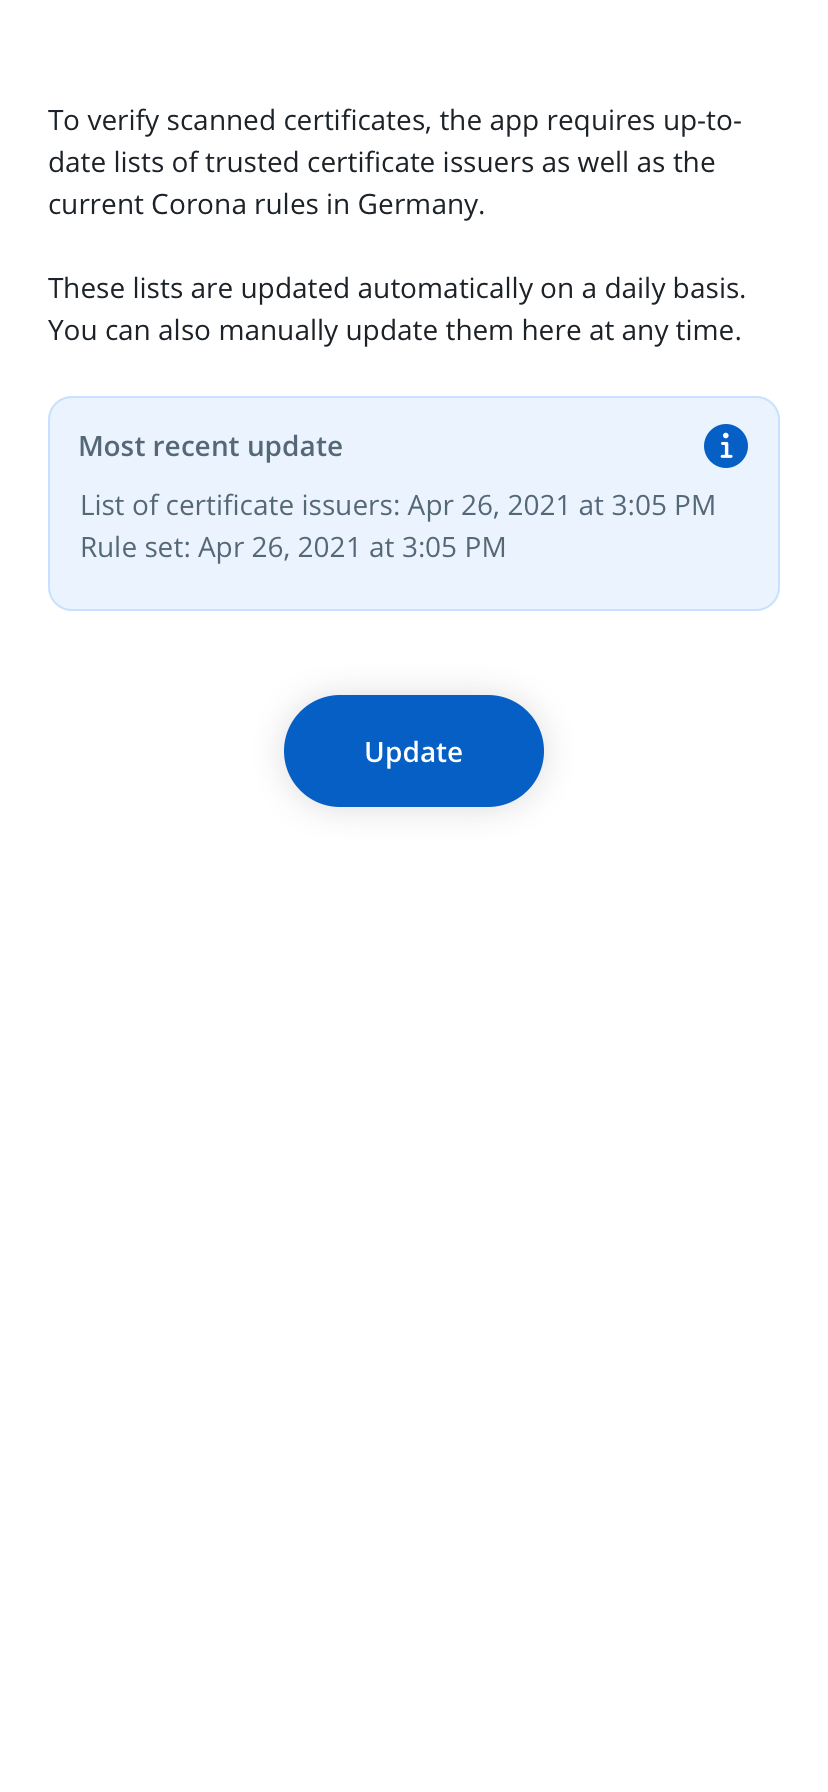 To verify scanned certificates, the app requires up-to-
date lists of trusted certificate issuers as well as the
current Corona rules in Germany.
These lists are updated automatically on a daily basis.
You can also manually update them here at any time.
Most recent update
List of certificate issuers: Apr 26, 2021 at 3:05 PM
Rule set: Apr 26, 2021 at 3:05 PM
Update